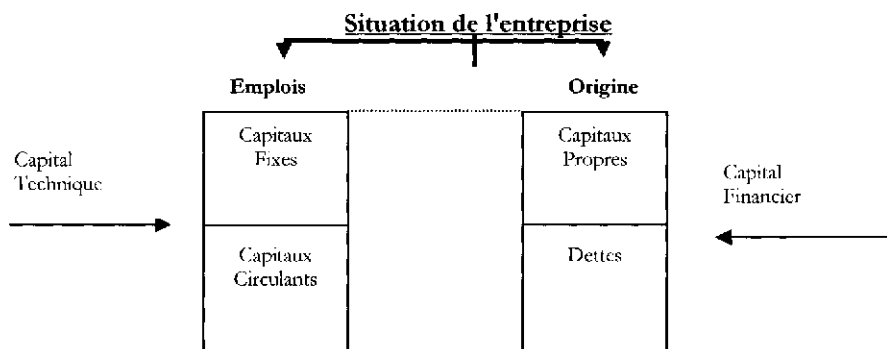 Situation de l'entreprise
Emplois
Origine
Capital
Technique
Capitaux
Fixes
Capitaux
Propres
Capital
Financier
Capitaux
Circulants
Dettes